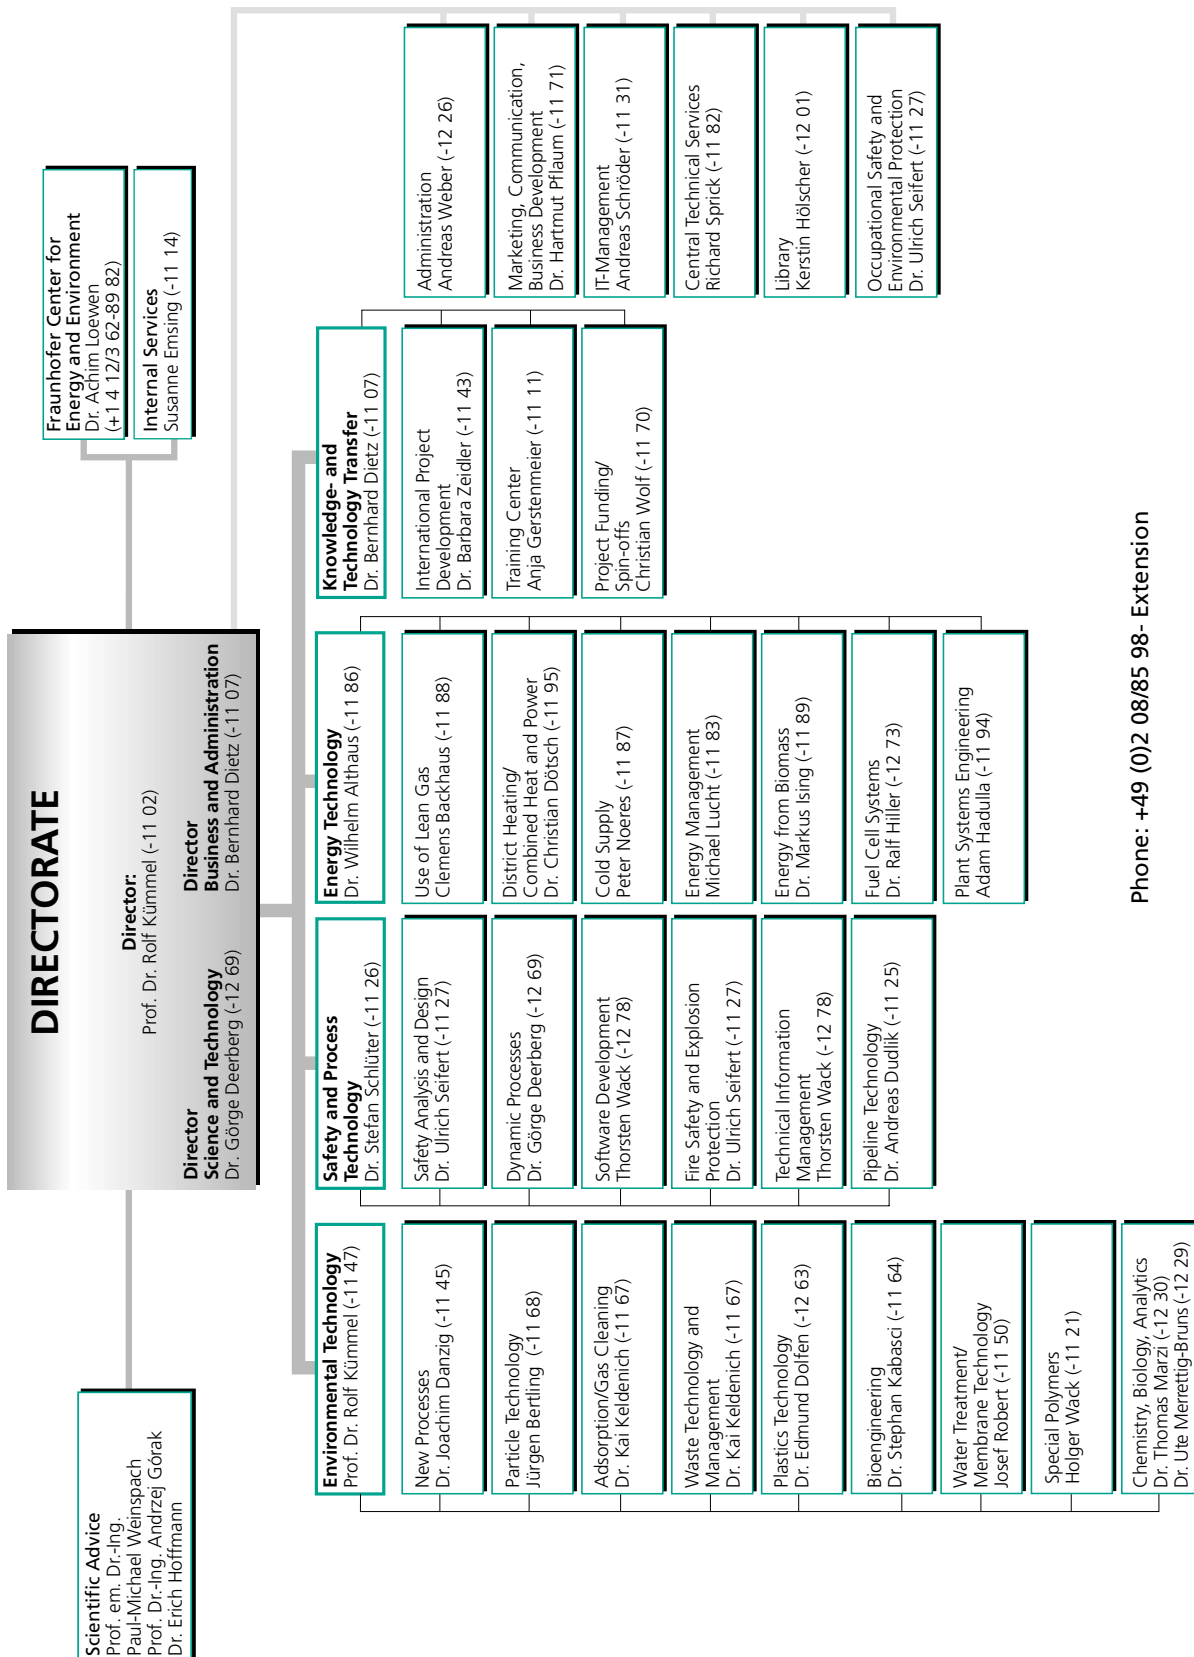 DIRECTORATE
Director:
Prof. Dr. Rolf Kümmel (-11 02)
Director
Science and Technology
Dr. Görge Deerberg (-12 69)
Director
Business and Administration
Dr. Bernhard Dietz (-11 07)
Scientific Advice
Prof. em. Dr.-Ing.
Paul-Michael Weinspach
Prof. Dr.-Ing. Andrzej Górak
Dr. Erich Hoffmann
Fraunhofer Center for
Energy and Environment
Dr. Achim Loewen
(+1 4 12/3 62-89 82)
Internal Services
Susanne Emsing (-11 14)
Environmental Technology
Prof. Dr. Rolf Kümmel (-11 47)
New Processes
Dr. Joachim Danzig (-11 45)
Particle Technology
Jürgen Bertling (-11 68)
Adsorption/Gas Cleaning
Dr. Kai Keldenich (-11 67)
Waste Technology and
Management
Dr. Kai Keldenich (-11 67)
Plastics Technology
Dr. Edmund Dolfen (-12 63)
Bioengineering
Dr. Stephan Kabasci (-11 64)
Water Treatment/
Membrane Technology
Josef Robert (-11 50)
Special Polymers
Holger Wack (-11 21)
Chemistry, Biology, Analytics
Dr. Thomas Marzi (-12 30)
Dr. Ute Merrettig-Bruns (-12 29)
Safety and Process
Technology
Dr. Stefan Schlüter (-11 26)
Safety Analysis and Design
Dr. Ulrich Seifert (-11 27)
Dynamic Processes
Dr. Görge Deerberg (-12 69)
Software Development
Thorsten Wack (-12 78)
Fire Safety and Explosion
Protection
Dr. Ulrich Seifert (-11 27)
Technical Information
Management
Thorsten Wack (-12 78)
Pipeline Technology
Dr. Andreas Dudlik (-11 25)
Energy Technology
Dr. Wilhelm Althaus (-11 86)
Use of Lean Gas
Clemens Backhaus (-11 88)
District Heating/
Combined Heat and Power
Dr. Christian Dötsch (-11 95)
Cold Supply
Peter Noeres (-11 87)
Energy Management
Michael Lucht (-11 83)
Energy from Biomass
Dr. Markus Ising (-11 89)
Fuel Cell Systems
Dr. Ralf Hiller (-12 73)
Plant Systems Engineering
Adam Hadulla (-11 94)
Knowledge- and
Technology Transfer
Dr. Bernhard Dietz (-11 07)
International Project
Development
Dr. Barbara Zeidler (-11 43)
Training Center
Anja Gerstenmeier (-11 11)
Project Funding/
Spin-offs
Christian Wolf (-11 70)
Administration
Andreas Weber (-12 26)
Marketing, Communication,
Business Development
Dr. Hartmut Pflaum (-11 71)
IT-Management
Andreas Schröder (-11 31)
Central Technical Services
Richard Sprick (-11 82)
Library
Kerstin Hölscher (-12 01)
Occupational Safety and
Environmental Protection
Dr. Ulrich Seifert (-11 27)
Phone: +49 (0)2 08/85 98- Extension